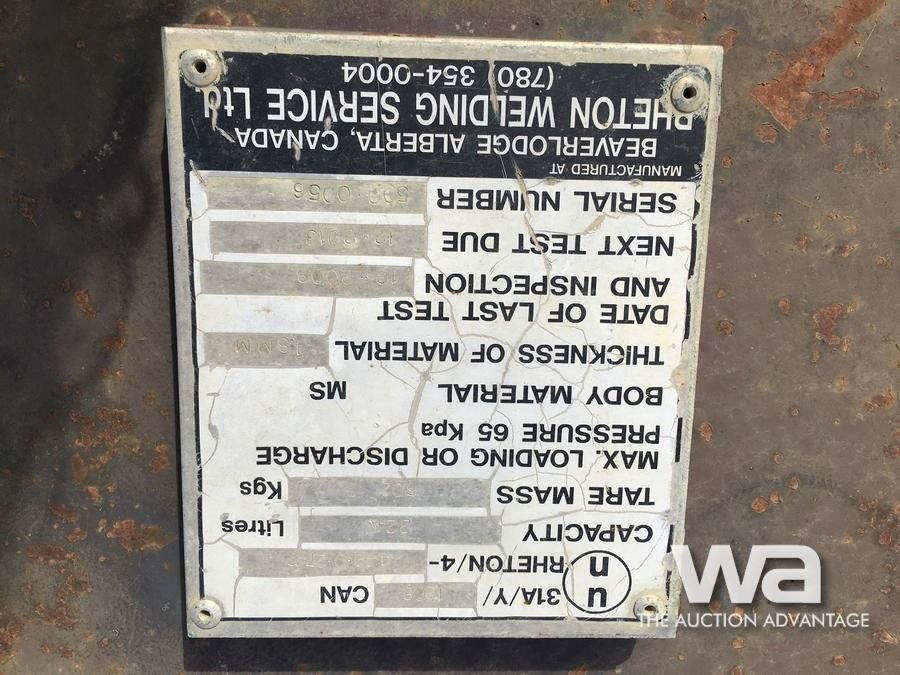 u
n
31A/Y/ CAN
RHETON/4-
CAPACITY Litres
TARE MASS Kgs
MAX. LOADING OR DISCHARGE
PRESSURE 65 Kpa
BODY MATERIAL MS
THICKNESS OF MATERIAL
DATE OF LAST TEST
AND INSPECTION
NEXT TEST DUE
SERIAL NUMBER
MANUFACTURED AT
BEAVERLODGE ALBERTA, CANADA
RHETON WELDING SERVICE Ltd.
(780) 354-0004
wa
THE AUCTION ADVANTAGE